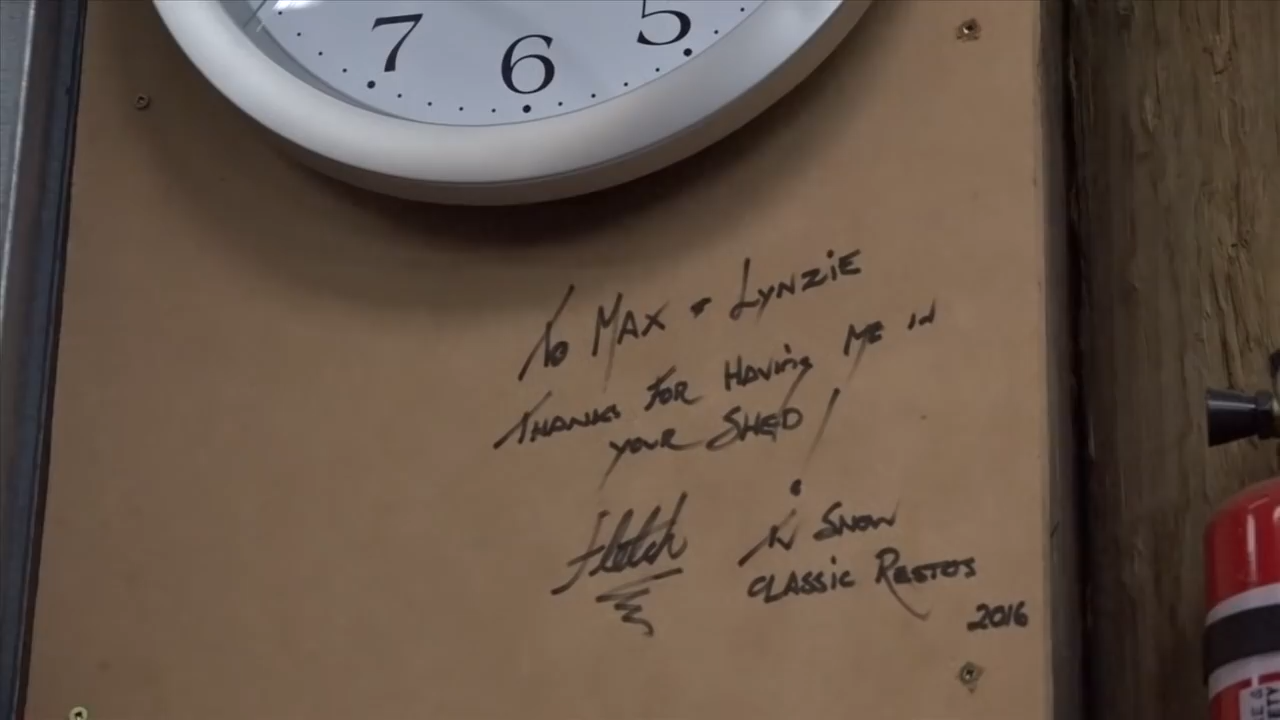 7 6 5
To MAX & LYNZIE
THANKS FOR HAVING ME IN
YOUR SHED!
Fletch
IN SNOW
CLASSIC RESTOS
2016